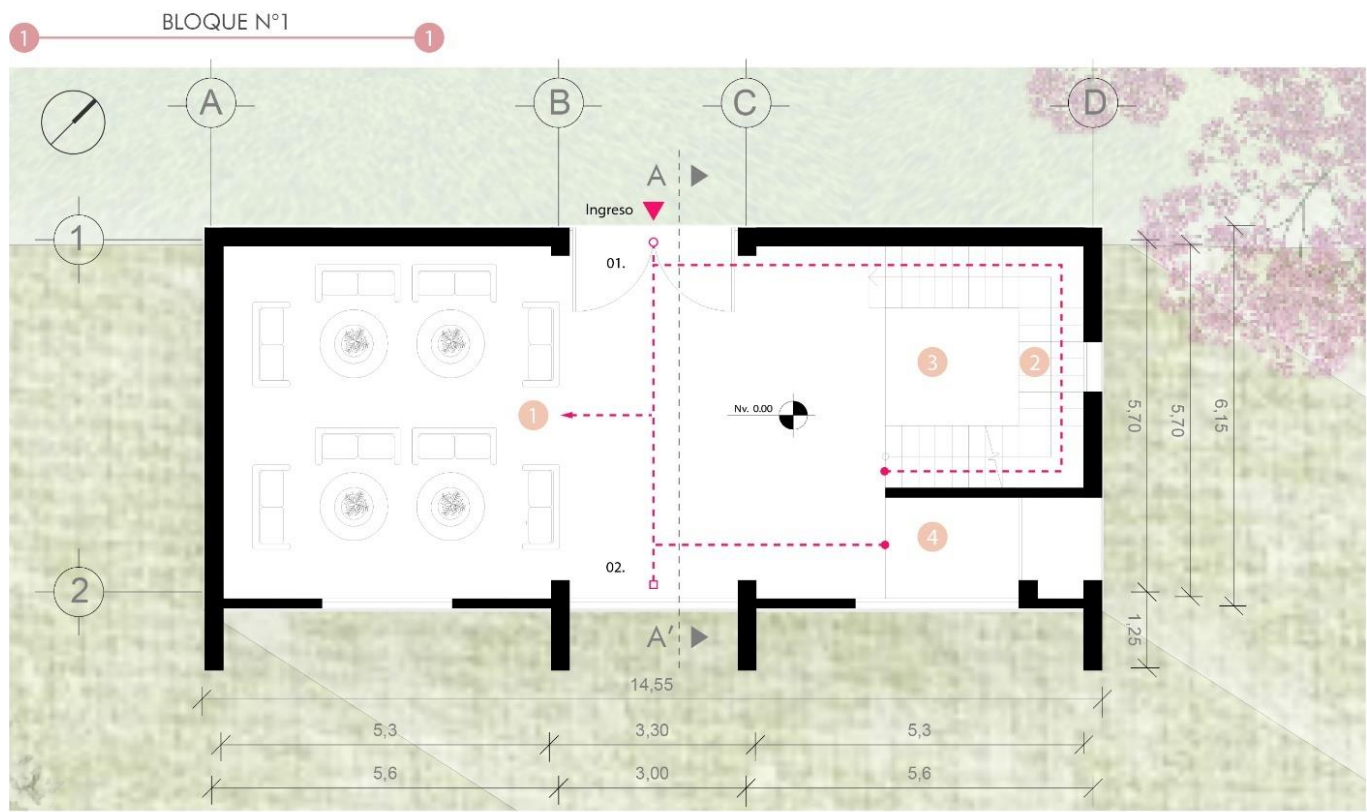 BLOQUE N°1
1 1
A B C D
A
Ingreso
1
01.
3 2
1
Nv. 0.00
5,70 5,70 6,15
4
02.
2
A'
1,25
14,55
5,3 3,30 5,3
5,6 3,00 5,6